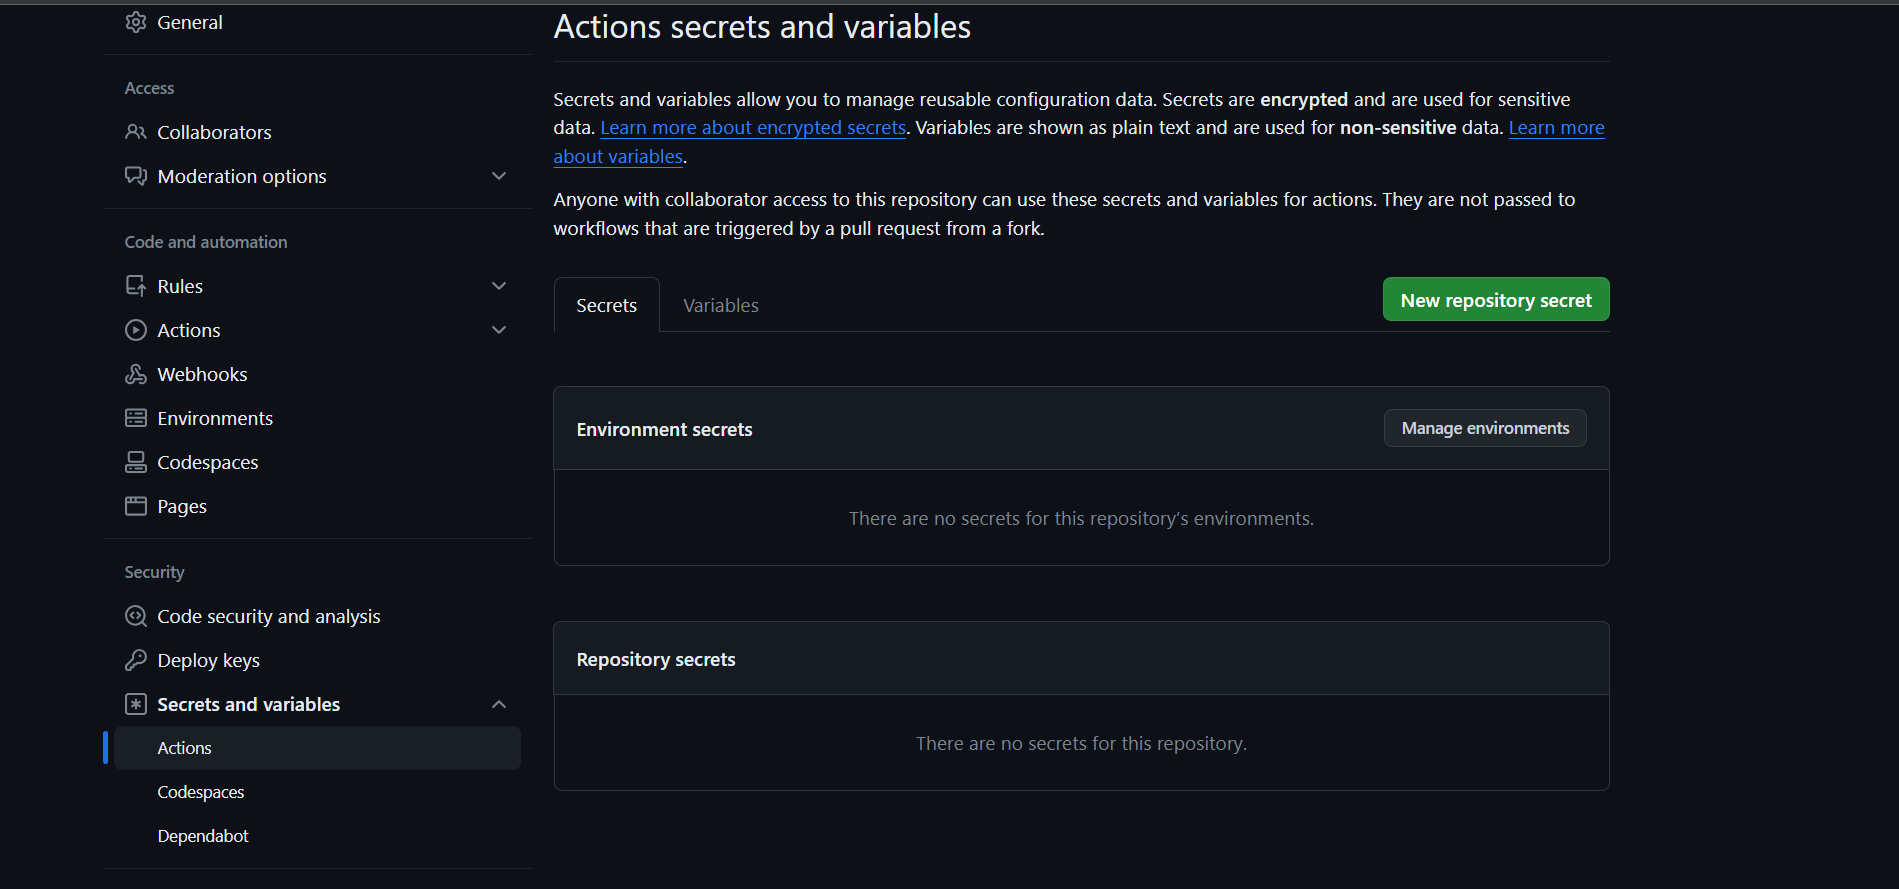 General
Access
Collaborators
Moderation options
Code and automation
Rules
Actions
Webhooks
Environments
Codespaces
Pages
Security
Code security and analysis
Deploy keys
Secrets and variables
Actions
Codespaces
Dependabot
Actions secrets and variables
Secrets and variables allow you to manage reusable configuration data. Secrets are encrypted and are used for sensitive
data. Learn more about encrypted secrets. Variables are shown as plain text and are used for non-sensitive data. Learn more
about variables.
Anyone with collaborator access to this repository can use these secrets and variables for actions. They are not passed to
workflows that are triggered by a pull request from a fork.
Secrets Variables New repository secret
Environment secrets Manage environments
There are no secrets for this repository’s environments.
Repository secrets
There are no secrets for this repository.